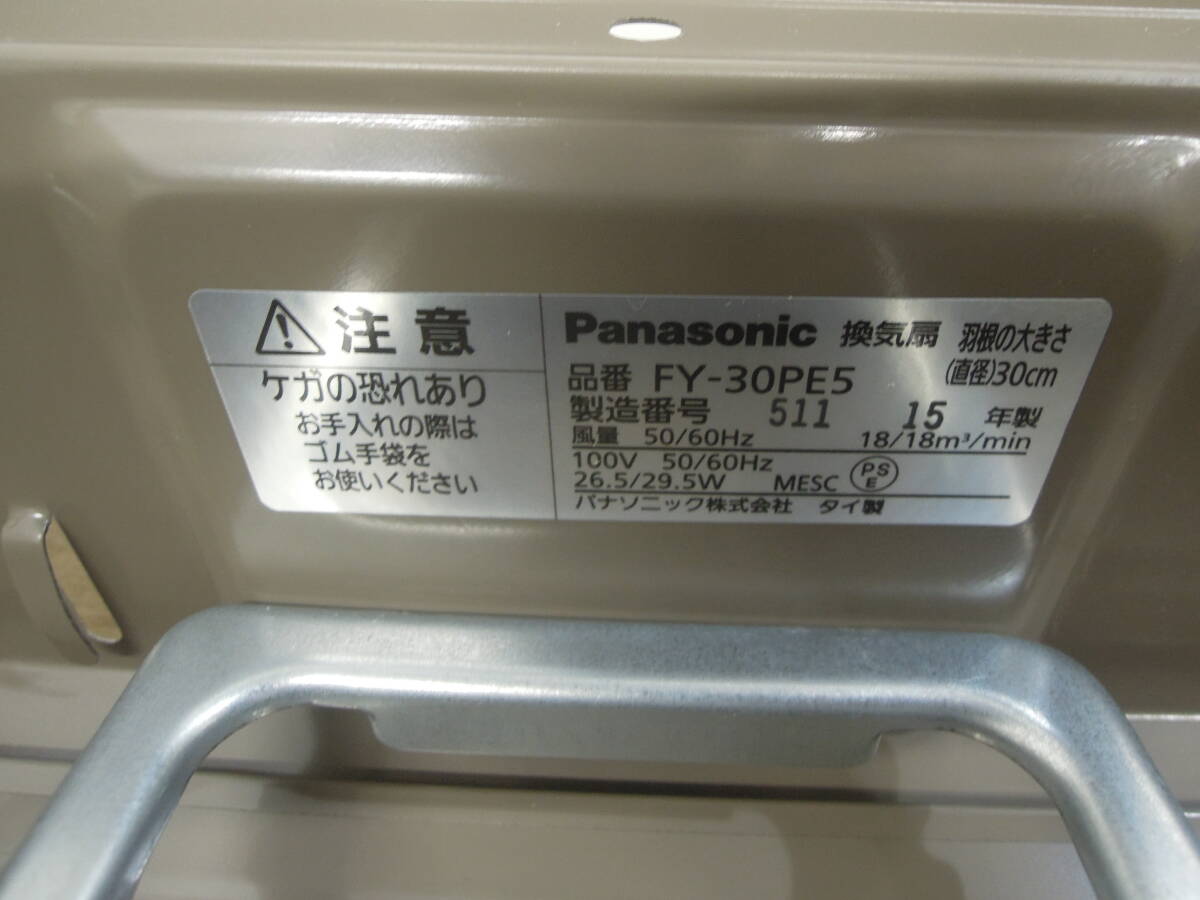 注意
ケガの恐れあり
お手入れの際は
ゴム手袋を
お使いください
Panasonic 換気扇 羽根の大きさ
(直径)30cm
品番 FY-30PE5
製造番号 511 15 年製
風量 50/60Hz 18/18m³/min
100V 50/60Hz
26.5/29.5W MESC PSE
パナソニック株式会社 タイ製